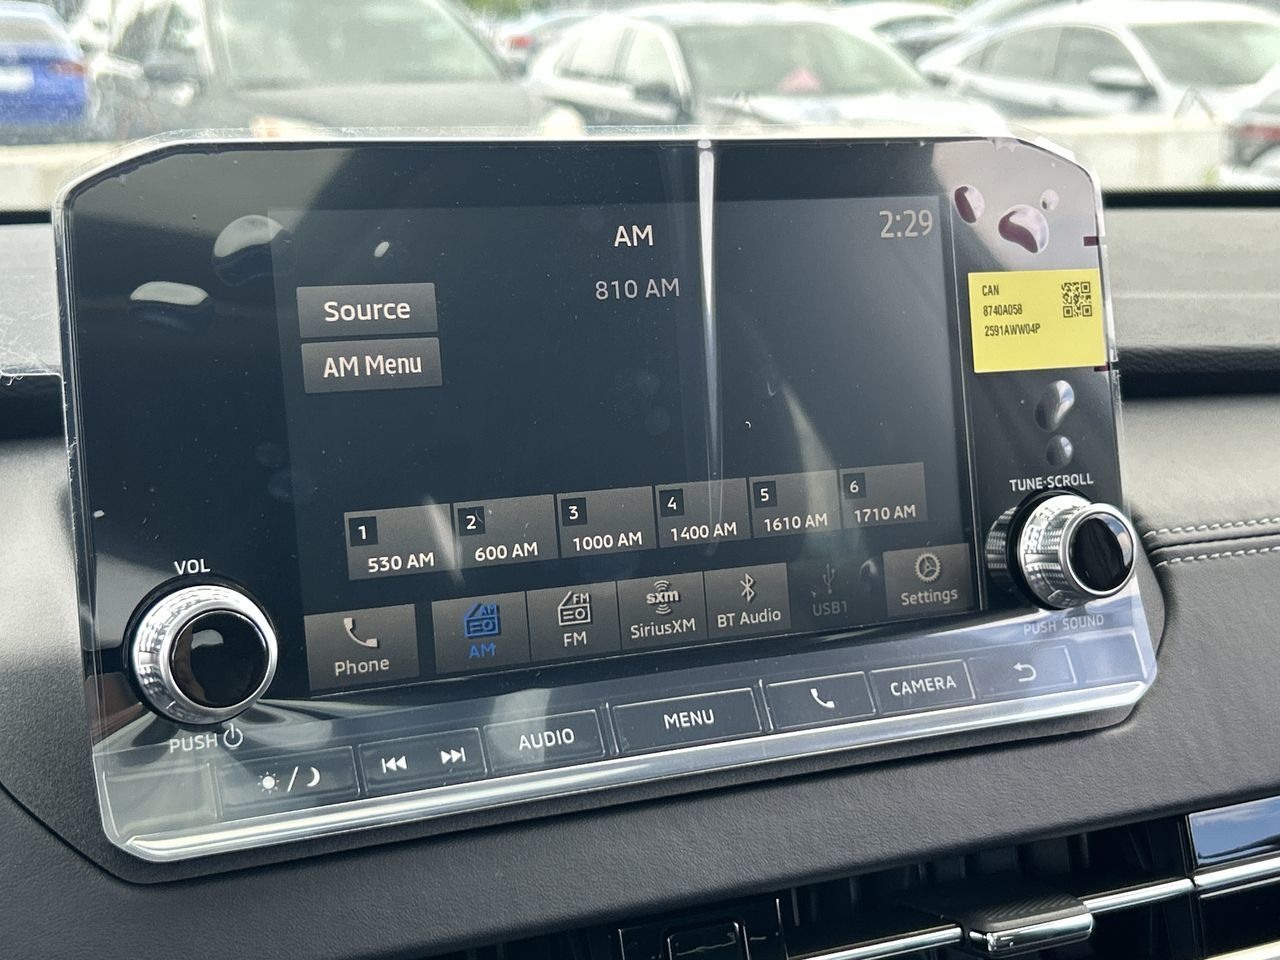 AM
2:29
810 AM
Source
AM Menu
CAN
8740A058
2591AWW04P
TUNE·SCROLL
1 530 AM
2 600 AM
3 1000 AM
4 1400 AM
5 1610 AM
6 1710 AM
VOL
Phone
AM
AM
FM
FM
sxm
SiriusXM
BT Audio
USB1
Settings
PUSH SOUND
PUSH
AUDIO
MENU
CAMERA